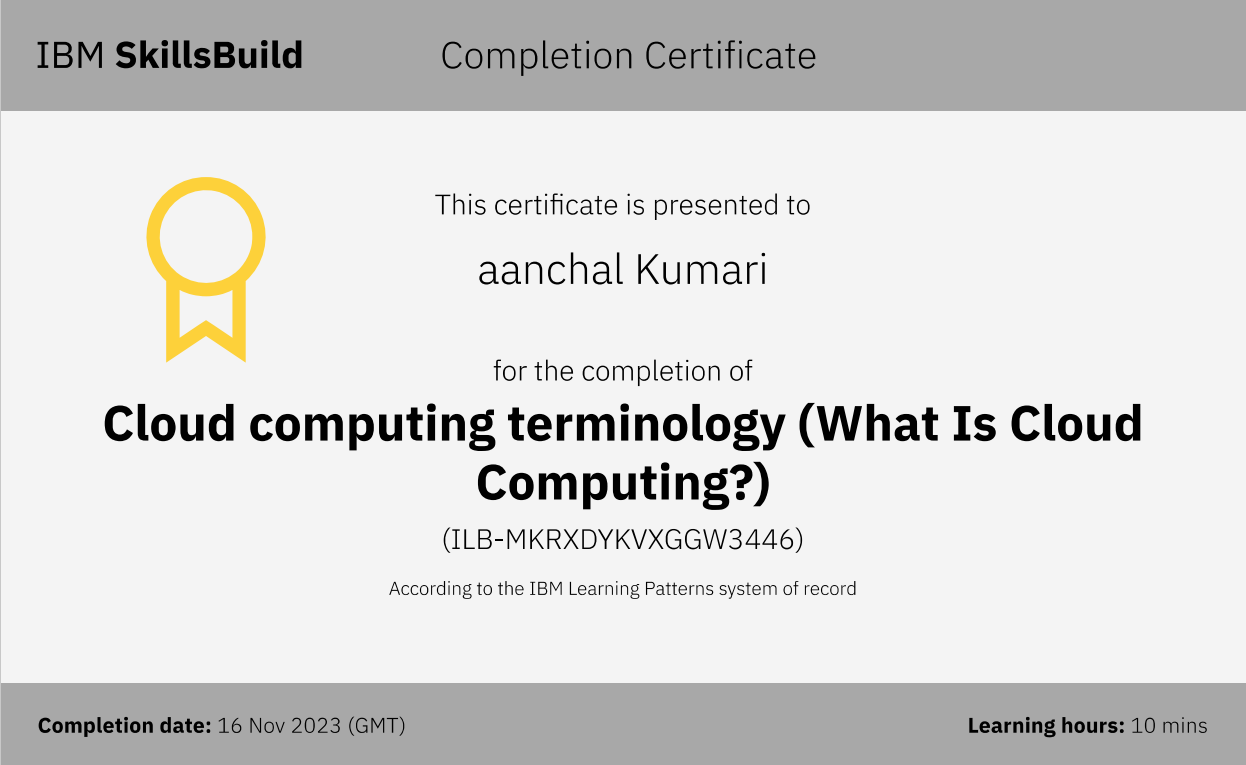 IBM SkillsBuild
Completion Certificate
This certificate is presented to
aanchal Kumari
for the completion of
Cloud computing terminology (What Is Cloud
Computing?)
(ILB-MKRXDYKVXGGW3446)
According to the IBM Learning Patterns system of record
Completion date: 16 Nov 2023 (GMT)
Learning hours: 10 mins